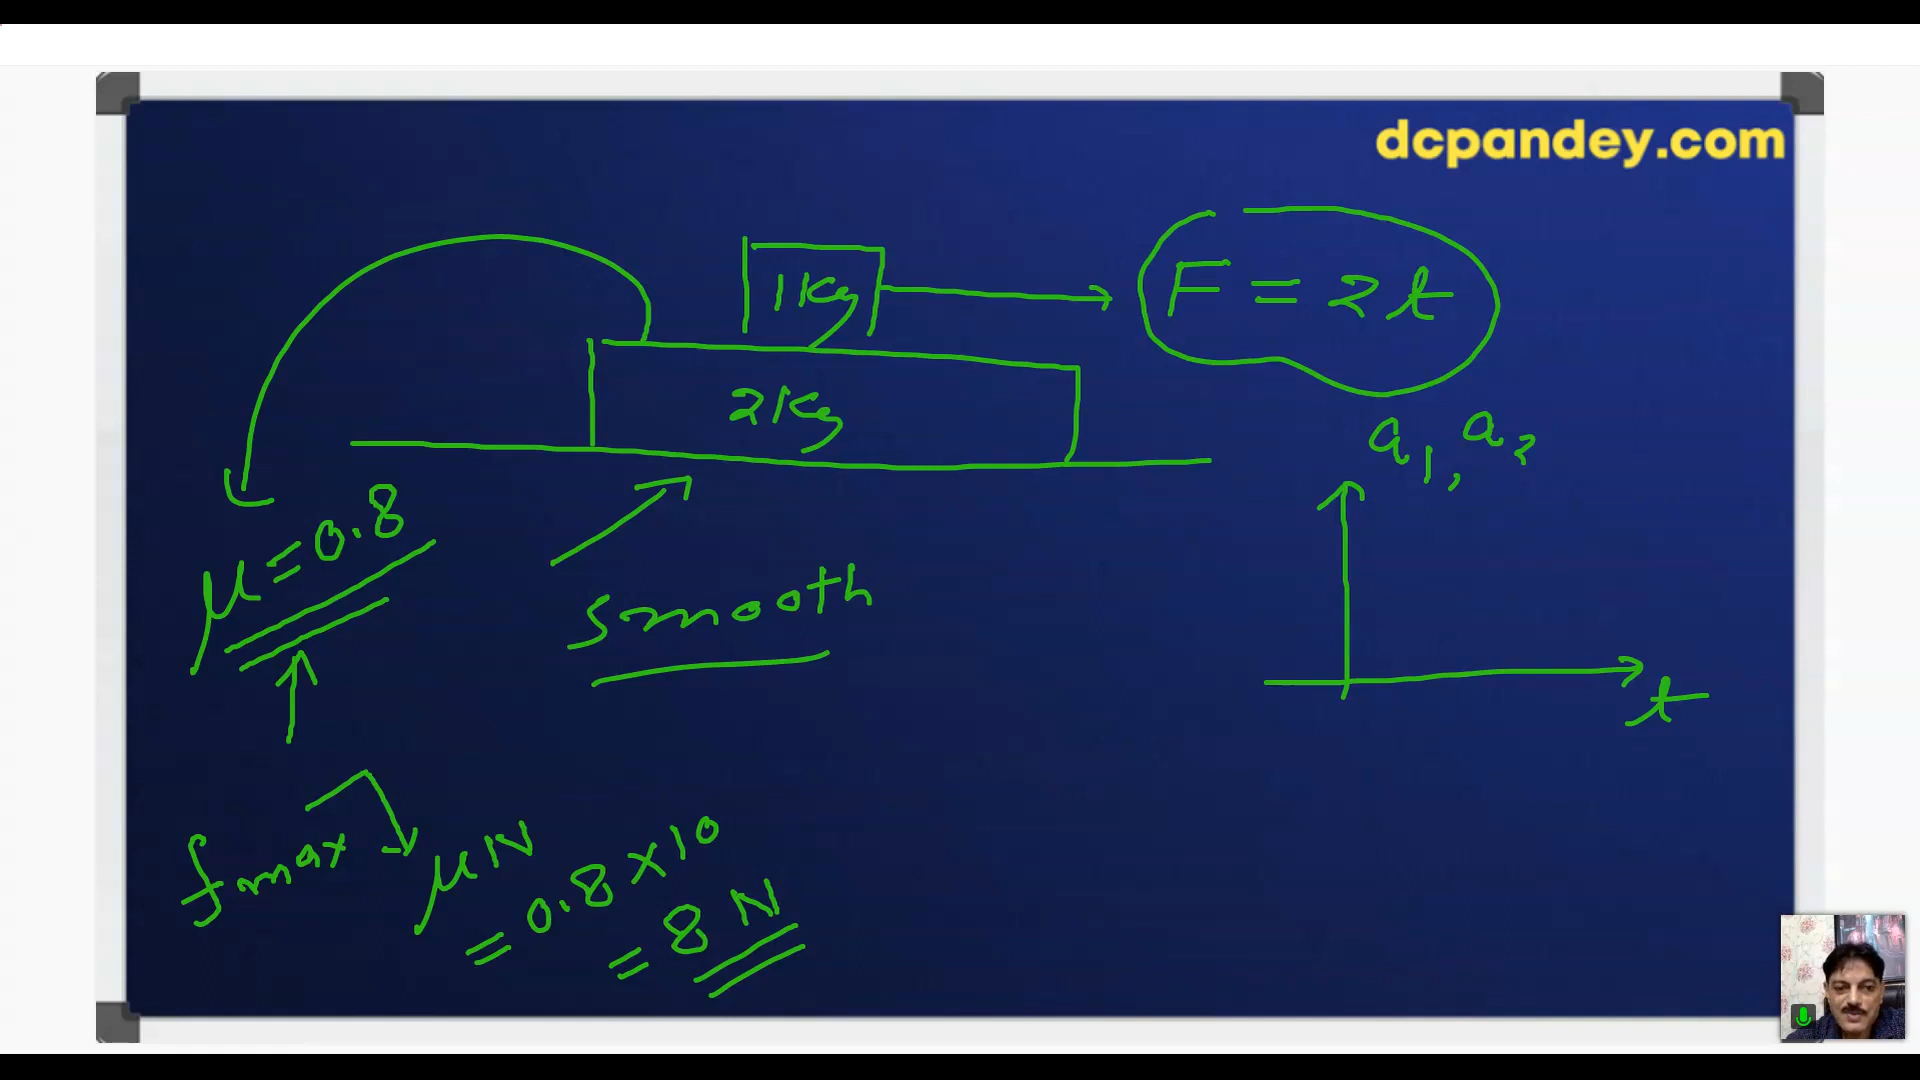 dcpandey.com
1Kg
F = 2t
2Kg
a1, a2
μ = 0.8
smooth
t
fmax
μN
= 0.8 × 10
= 8 N